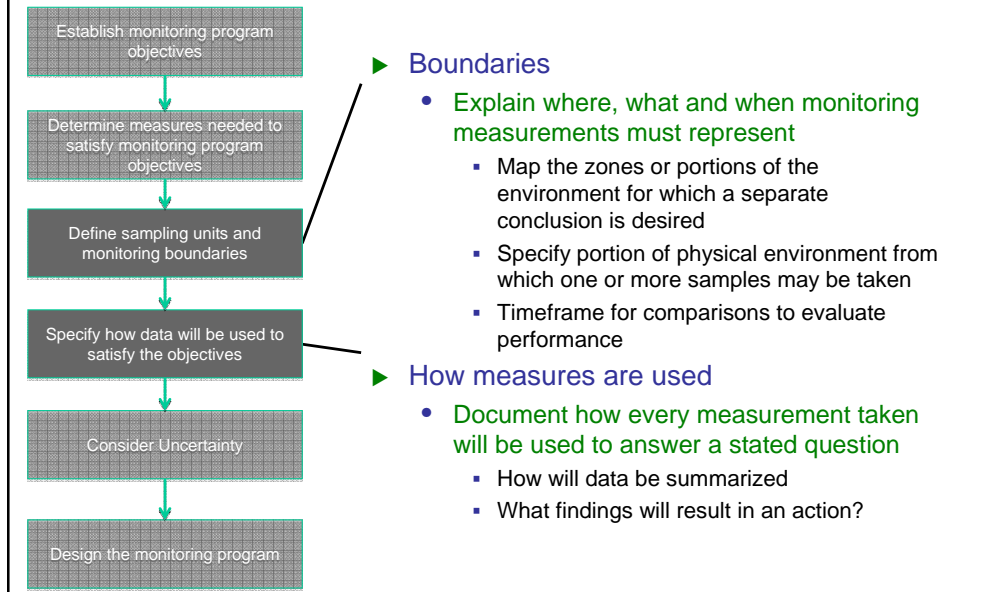 Establish monitoring program
objectives
Determine measures needed to
satisfy monitoring program
objectives
Define sampling units and
monitoring boundaries
Specify how data will be used to
satisfy the objectives
Consider Uncertainty
Design the monitoring program
► Boundaries
• Explain where, what and when monitoring
measurements must represent
▪ Map the zones or portions of the
environment for which a separate
conclusion is desired
▪ Specify portion of physical environment from
which one or more samples may be taken
▪ Timeframe for comparisons to evaluate
performance
► How measures are used
• Document how every measurement taken
will be used to answer a stated question
▪ How will data be summarized
▪ What findings will result in an action?